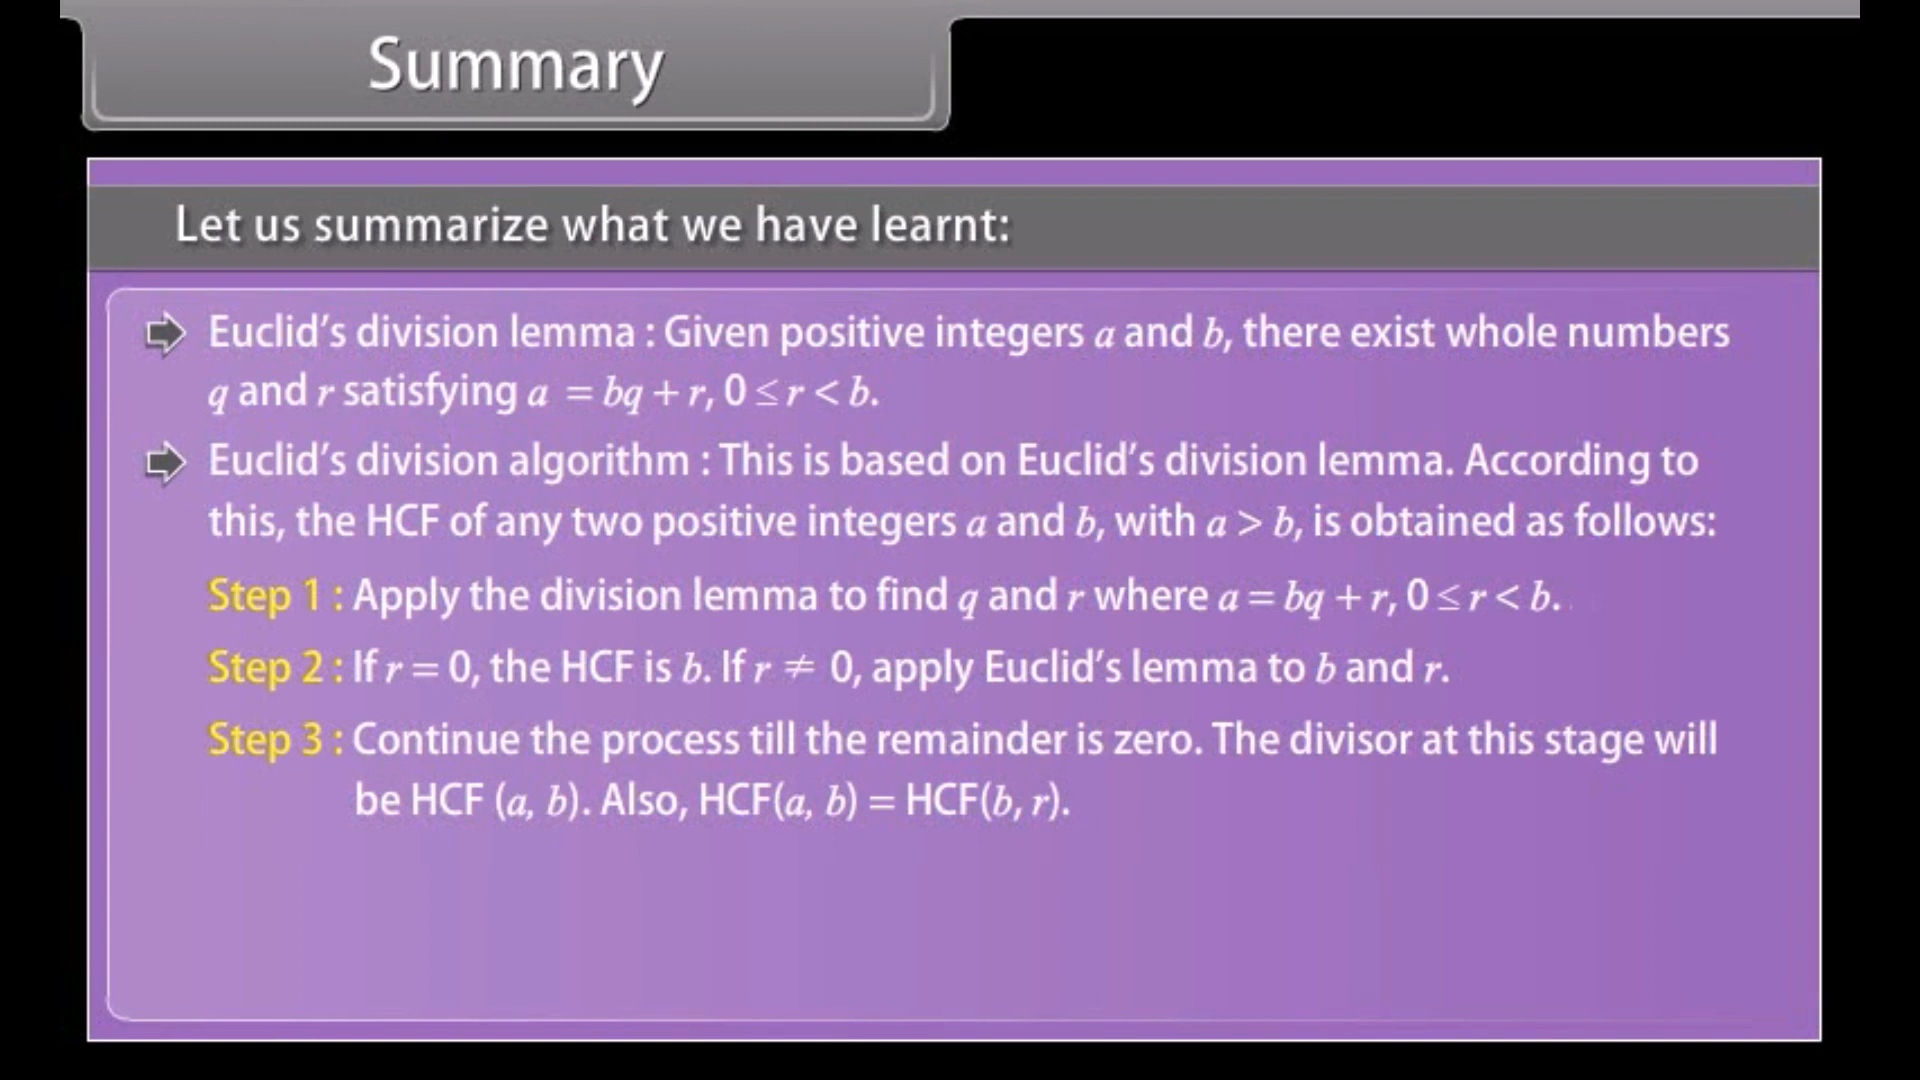 Summary
Let us summarize what we have learnt:
Euclid's division lemma : Given positive integers a and b, there exist whole numbers
q and r satisfying a = bq + r, 0 ≤ r < b.
Euclid's division algorithm : This is based on Euclid's division lemma. According to
this, the HCF of any two positive integers a and b, with a > b, is obtained as follows:
Step 1 : Apply the division lemma to find q and r where a = bq + r, 0 ≤ r < b.
Step 2 : If r = 0, the HCF is b. If r ≠ 0, apply Euclid's lemma to b and r.
Step 3 : Continue the process till the remainder is zero. The divisor at this stage will
be HCF (a, b). Also, HCF(a, b) = HCF(b, r).